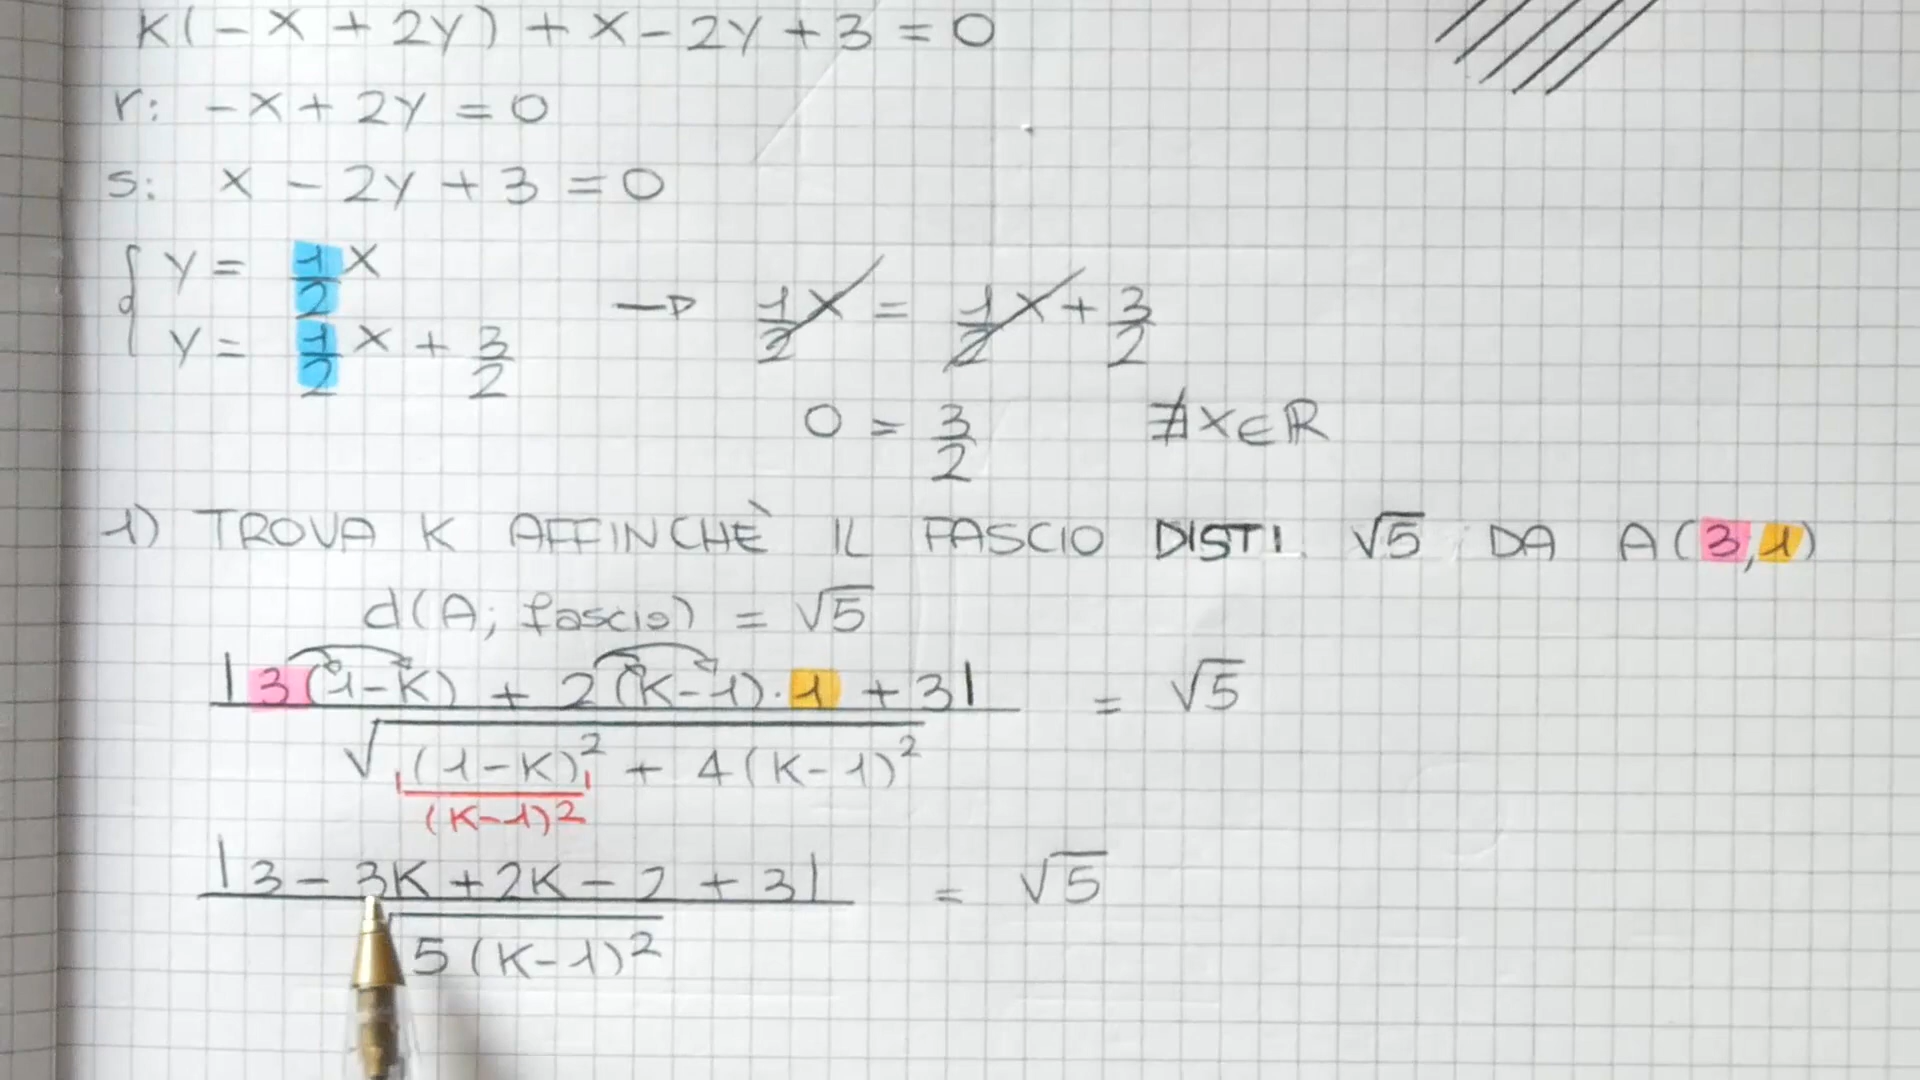 K(-X+2Y)+X-2Y+3=0
r: -X+2Y=0
s: X-2Y+3=0
{ Y= 1/2 X
Y= 1/2 X + 3/2
→ 1/2 X = 1/2 X + 3/2
0 = 3/2 ∄X∈R
1) TROVA K AFFINCHÈ IL FASCIO DISTI √5 DA A(3,1)
d(A; fascio) = √5
|3(1-K) + 2(K-1)·1 +3| = √5
√(1-K)² + 4(K-1)²
(K-1)²
|3-3K+2K-2+3| = √5
√5(K-1)²